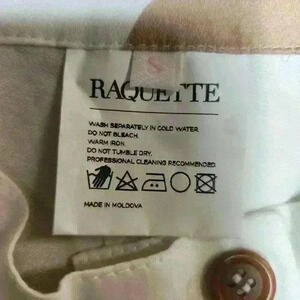 S
RAQUETTE
WASH SEPARATELY IN COLD WATER.
DO NOT BLEACH.
WARM IRON.
DO NOT TUMBLE DRY.
PROFESSIONAL CLEANING RECOMMENDED.
MADE IN MOLDOVA